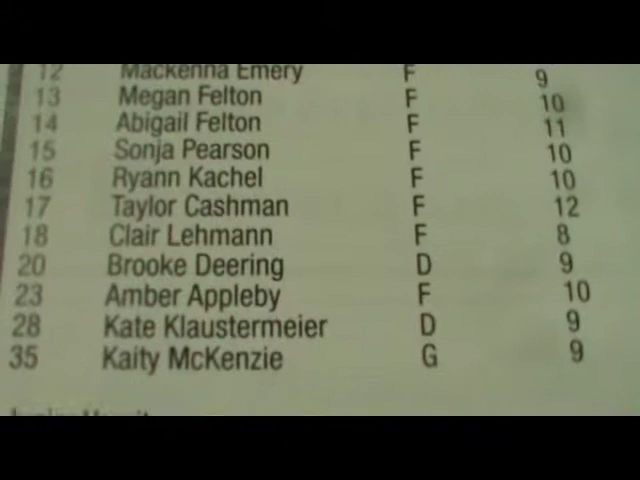 12 Mackenna Emery F 9
13 Megan Felton F 10
14 Abigail Felton F 11
15 Sonja Pearson F 10
16 Ryann Kachel F 10
17 Taylor Cashman F 12
18 Clair Lehmann F 8
20 Brooke Deering D 9
23 Amber Appleby F 10
28 Kate Klaustermeier D 9
35 Kaity McKenzie G 9